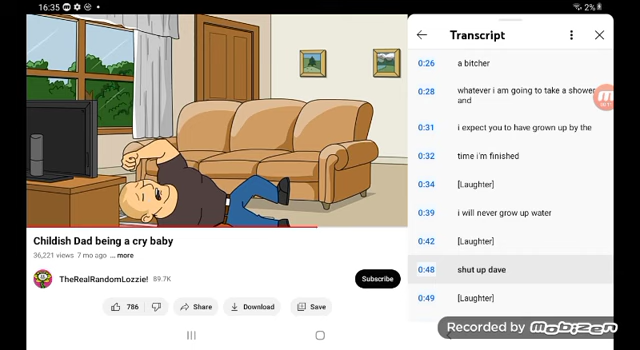 16:35
2%
Transcript
0:26 a bitcher
0:28 whatever i am going to take a shower
and
0:31 i expect you to have grown up by the
0:32 time i'm finished
0:34 [Laughter]
0:39 i will never grow up water
0:42 [Laughter]
0:48 shut up dave
0:49 [Laughter]
Childish Dad being a cry baby
36,221 views 7 mo ago ... more
TheRealRandomLozzie! 89.7K
Subscribe
786
Share
Download
Save
Recorded by Mobizen